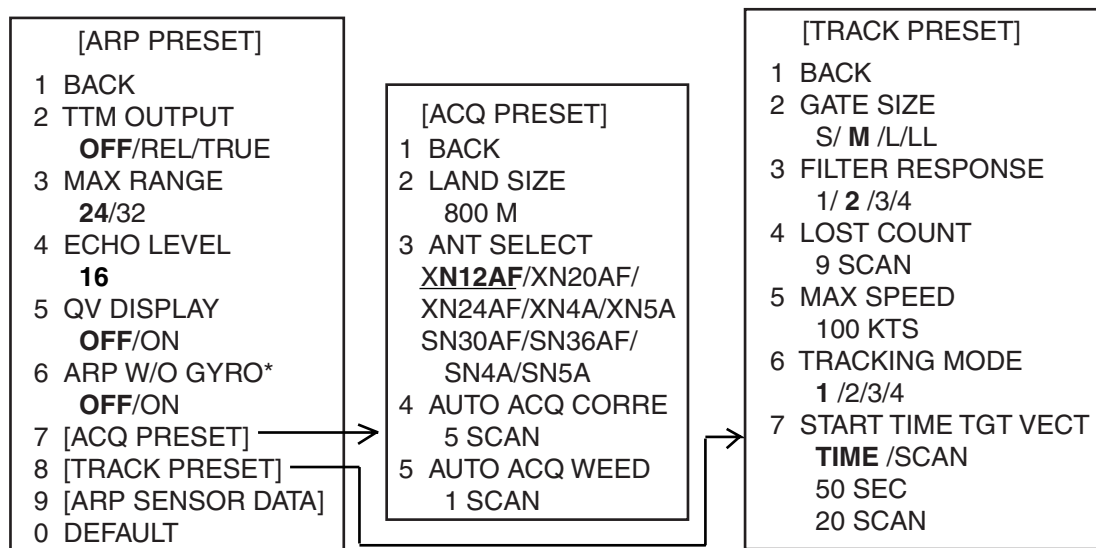 [ARP PRESET]
1 BACK
2 TTM OUTPUT
OFF/REL/TRUE
3 MAX RANGE
24/32
4 ECHO LEVEL
16
5 QV DISPLAY
OFF/ON
6 ARP W/O GYRO*
OFF/ON
7 [ACQ PRESET]
8 [TRACK PRESET]
9 [ARP SENSOR DATA]
0 DEFAULT
[ACQ PRESET]
1 BACK
2 LAND SIZE
800 M
3 ANT SELECT
XN12AF/XN20AF/
XN24AF/XN4A/XN5A
SN30AF/SN36AF/
SN4A/SN5A
4 AUTO ACQ CORRE
5 SCAN
5 AUTO ACQ WEED
1 SCAN
[TRACK PRESET]
1 BACK
2 GATE SIZE
S/ M /L/LL
3 FILTER RESPONSE
1/ 2 /3/4
4 LOST COUNT
9 SCAN
5 MAX SPEED
100 KTS
6 TRACKING MODE
1 /2/3/4
7 START TIME TGT VECT
TIME /SCAN
50 SEC
20 SCAN